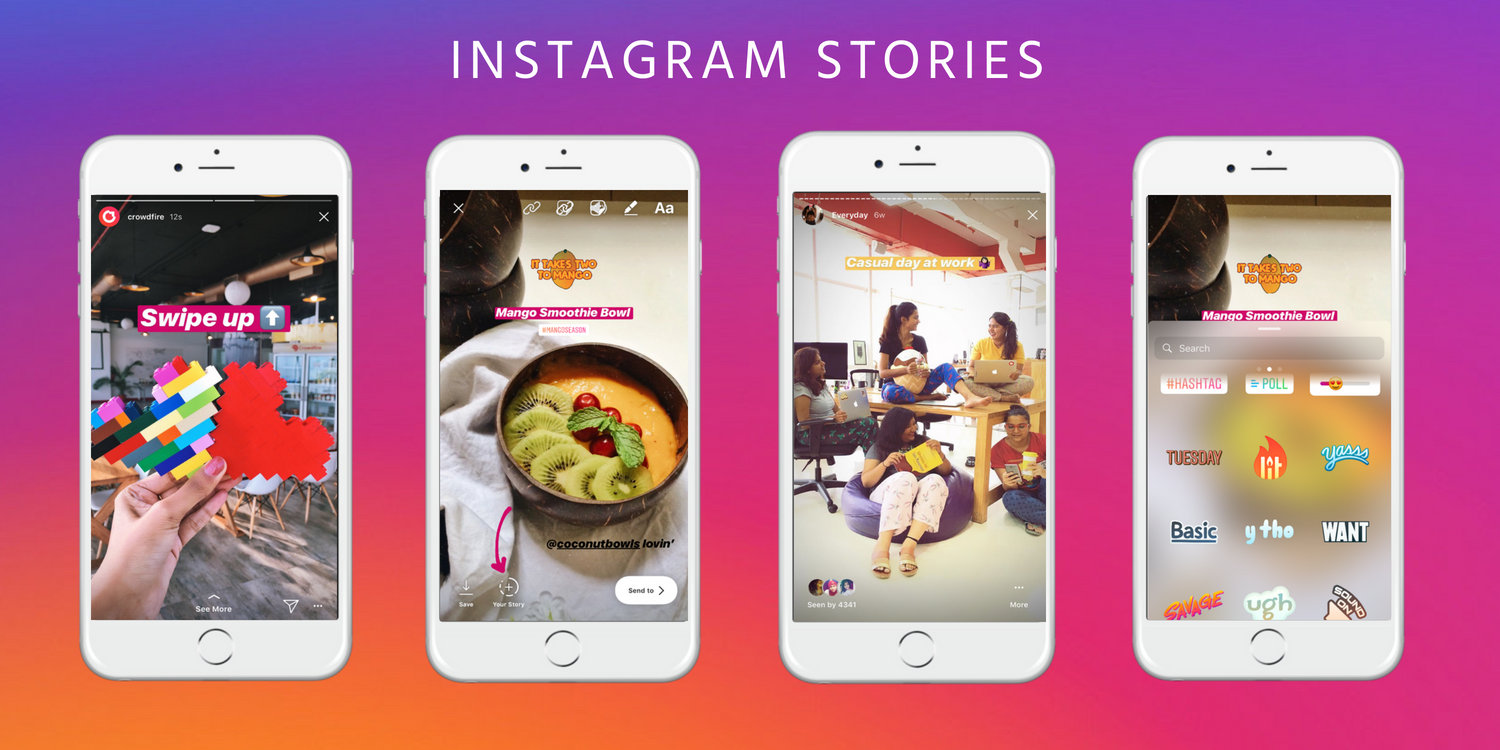 INSTAGRAM STORIES
crowdfire 12s
Swipe up
See More
Aa
IT TAKES TWO
TO MANGO
Mango Smoothie Bowl
#MANGOSEASON
@coconutbowls lovin'
Save
Your Story
Send to
Everyday 6w
Casual day at work
Seen by 4341
More
IT TAKES TWO
TO MANGO
Mango Smoothie Bowl
Search
#HASHTAG
POLL
TUESDAY
lit
yasss
Basic
y tho
WANT
SAVAGE
ugh
SOUND
ON